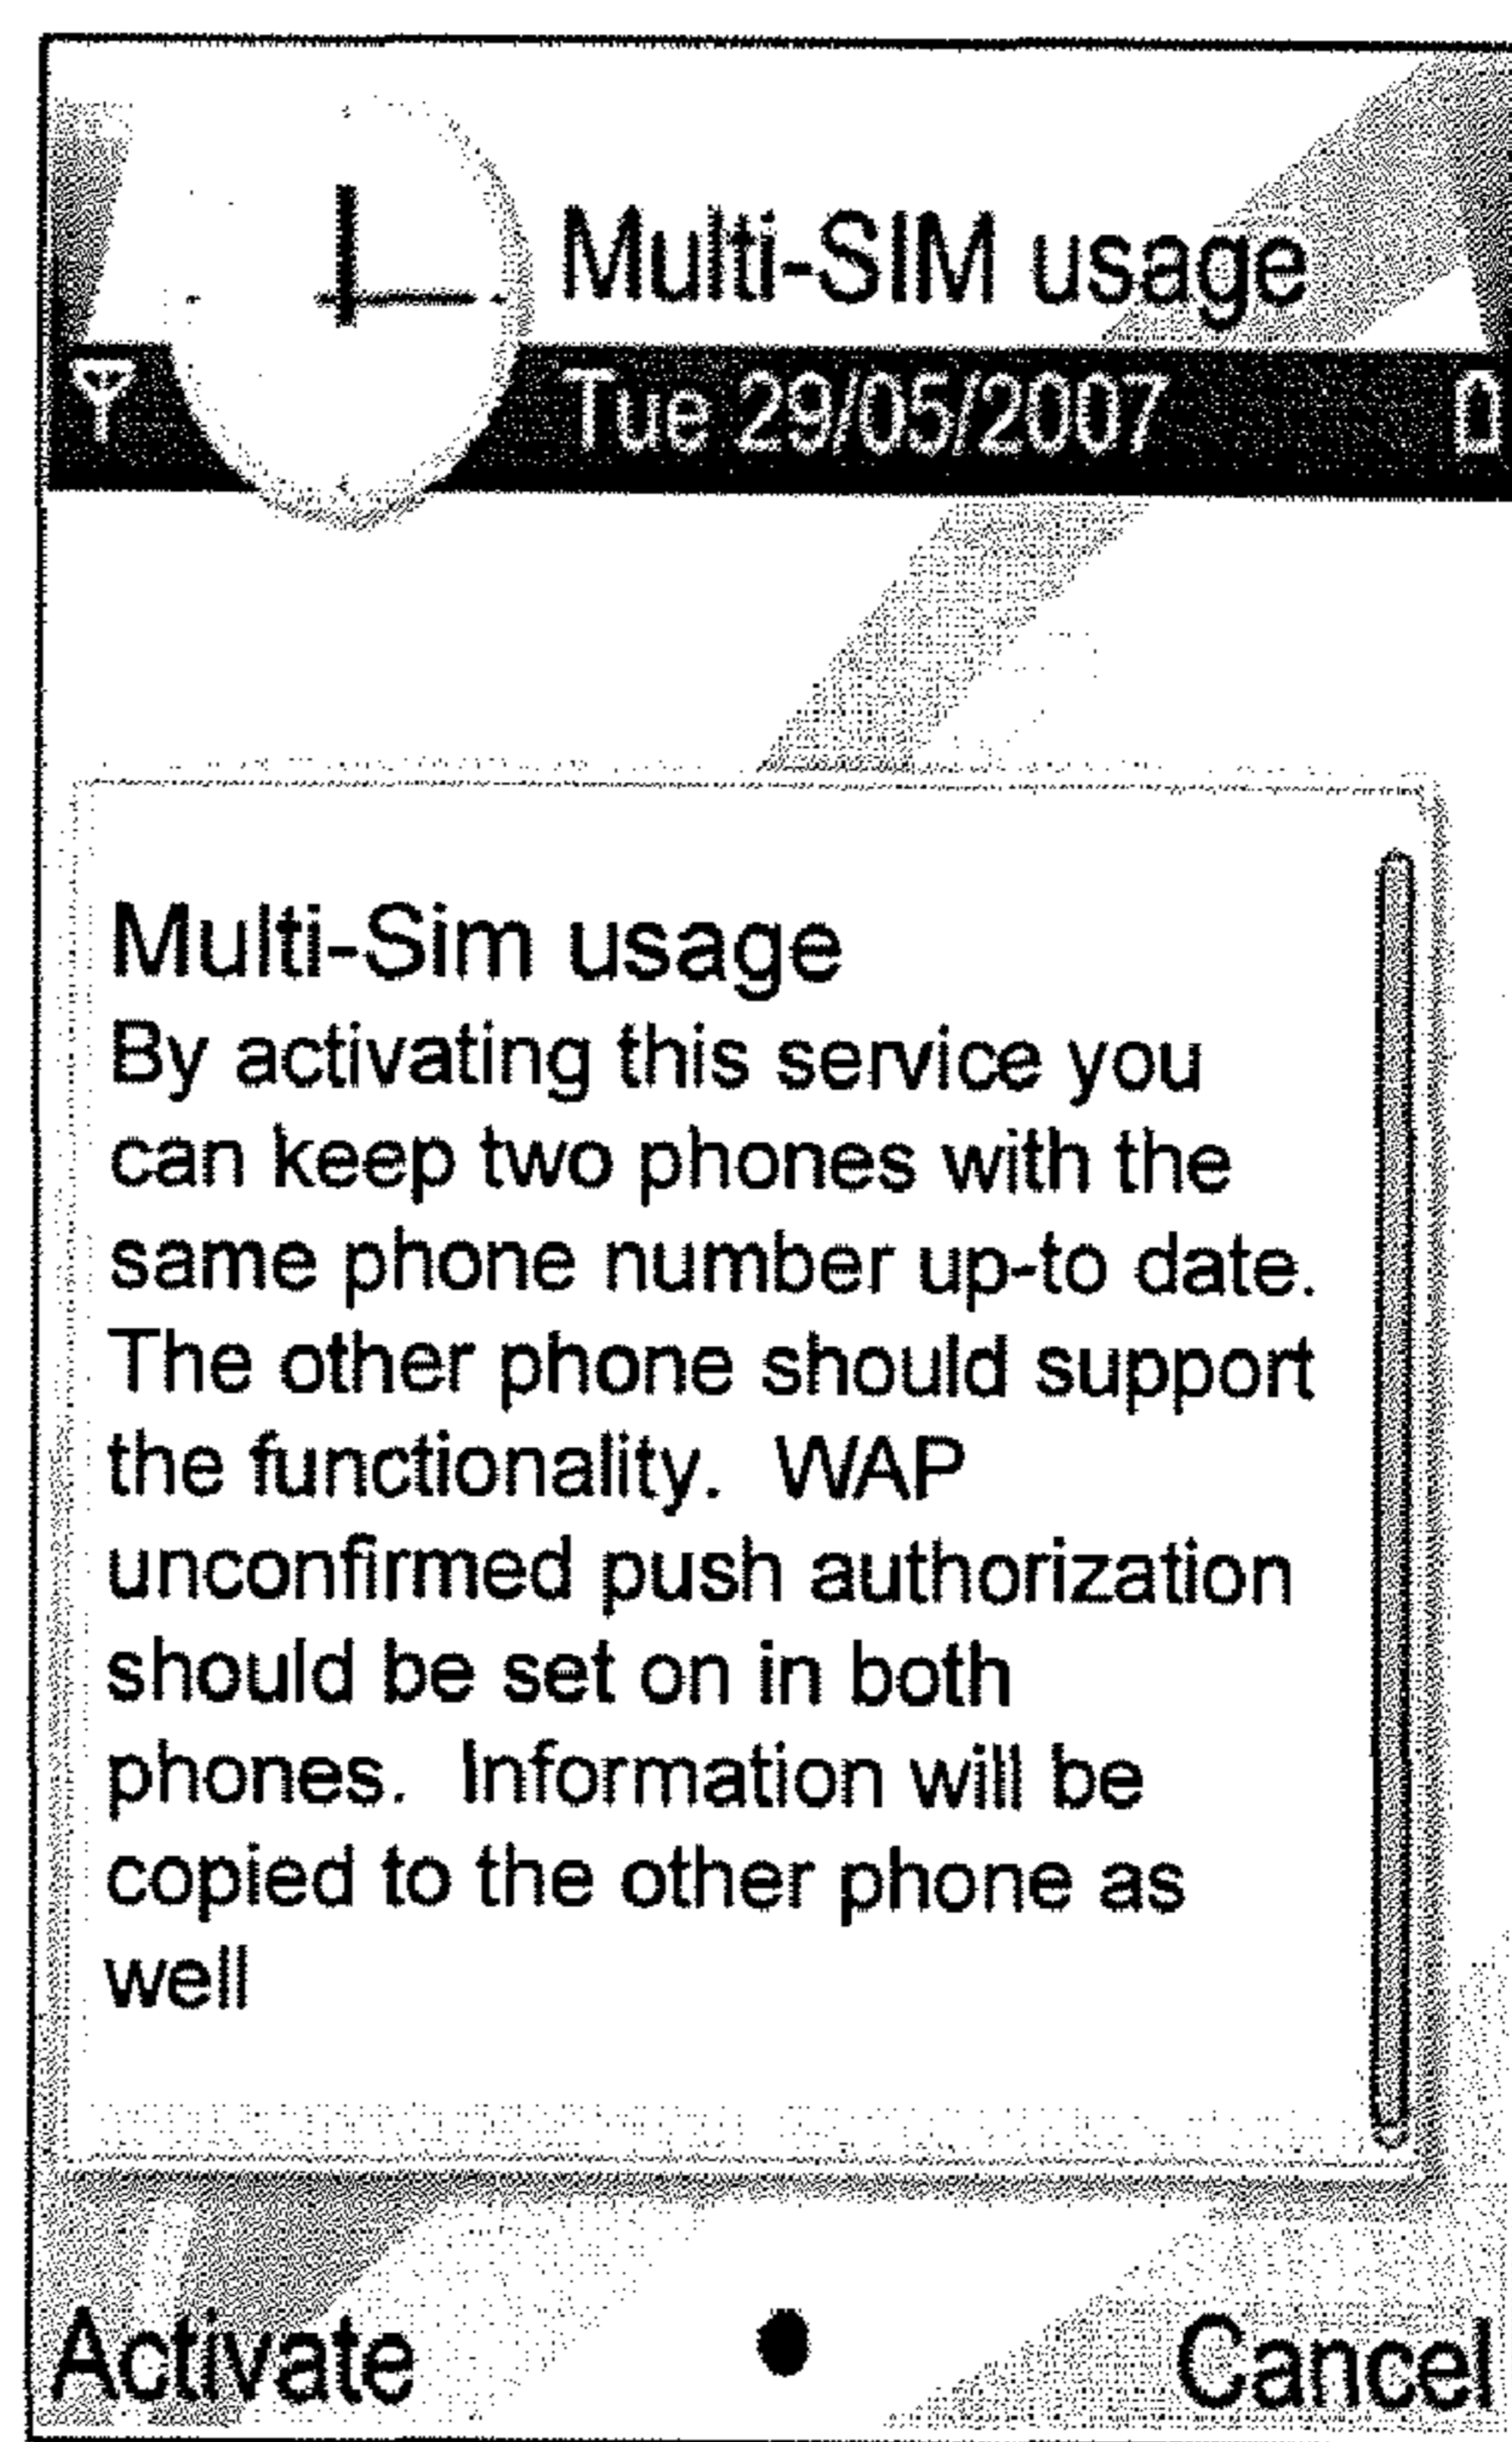 Multi-SIM usage
Tue 29/05/2007
Multi-Sim usage
By activating this service you
can keep two phones with the
same phone number up-to date.
The other phone should support
the functionality.  WAP
unconfirmed push authorization
should be set on in both
phones.  Information will be
copied to the other phone as
well
Activate
Cancel